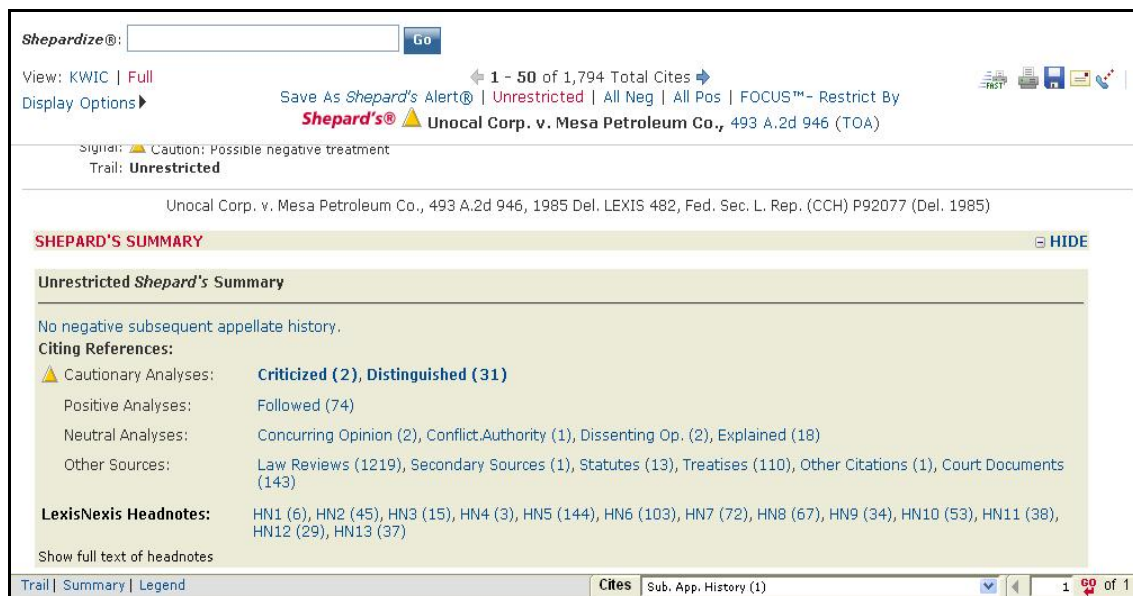 Shepardize®: Go
View: KWIC | Full 1 - 50 of 1,794 Total Cites FAST
Display Options Save As Shepard's Alert® | Unrestricted | All Neg | All Pos | FOCUS™- Restrict By
Shepard's® Unocal Corp. v. Mesa Petroleum Co., 493 A.2d 946 (TOA)
Signal: Caution: Possible negative treatment
Trail: Unrestricted
Unocal Corp. v. Mesa Petroleum Co., 493 A.2d 946, 1985 Del. LEXIS 482, Fed. Sec. L. Rep. (CCH) P92077 (Del. 1985)
SHEPARD'S SUMMARY HIDE
Unrestricted Shepard's Summary
No negative subsequent appellate history.
Citing References:
Cautionary Analyses: Criticized (2), Distinguished (31)
Positive Analyses: Followed (74)
Neutral Analyses: Concurring Opinion (2), Conflict.Authority (1), Dissenting Op. (2), Explained (18)
Other Sources: Law Reviews (1219), Secondary Sources (1), Statutes (13), Treatises (110), Other Citations (1), Court Documents
(143)
LexisNexis Headnotes: HN1 (6), HN2 (45), HN3 (15), HN4 (3), HN5 (144), HN6 (103), HN7 (72), HN8 (67), HN9 (34), HN10 (53), HN11 (38),
HN12 (29), HN13 (37)
Show full text of headnotes
Trail | Summary | Legend Cites Sub. App. History (1) 1 GO of 1